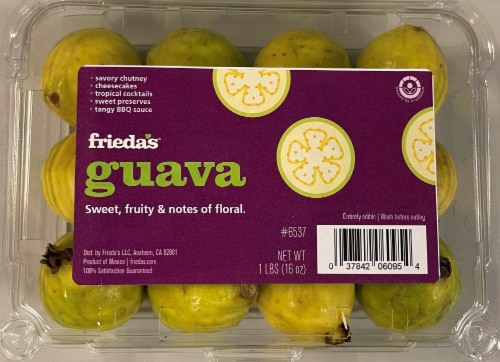 • savory chutney
• cheesecakes
• tropical cocktails
• sweet preserves
• tangy BBQ sauce
frieda's
guava
Sweet, fruity & notes of floral.
Entirely edible | Wash before eating
#6537
Dist. by Frieda's LLC, Anaheim, CA 92801
Product of Mexico | friedas.com
100% Satisfaction Guaranteed
NET WT
1 LBS (16 oz)
0 37842 06095 4